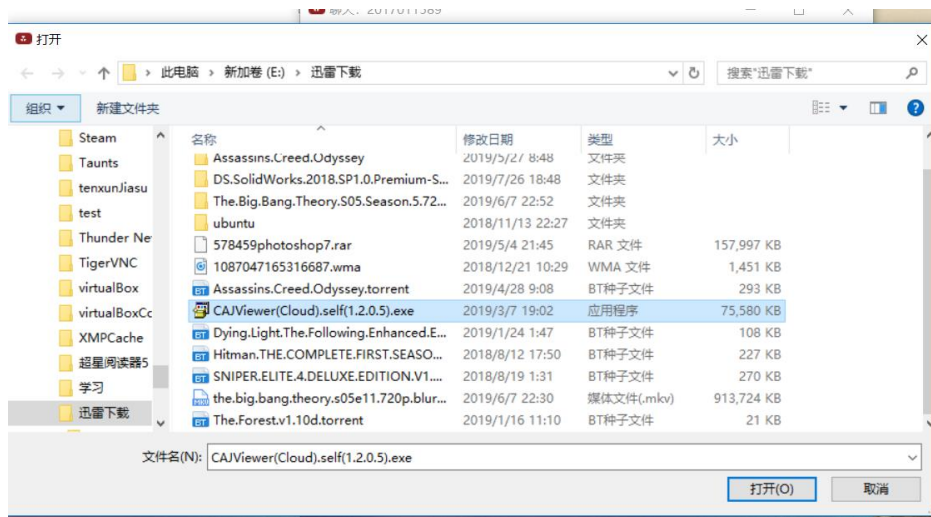 聊天：2017011589
打开
此电脑 › 新加卷 (E:) › 迅雷下载
搜索"迅雷下载"
组织 新建文件夹
名称 修改日期 类型 大小
Steam
Taunts
tenxunJiasu
test
Thunder Ne
TigerVNC
virtualBox
virtualBoxCc
XMPCache
超星阅读器5
学习
迅雷下载
Assassins.Creed.Odyssey 2019/5/27 8:48 文件夹
DS.SolidWorks.2018.SP1.0.Premium-S... 2019/7/26 18:48 文件夹
The.Big.Bang.Theory.S05.Season.5.72... 2019/6/7 22:52 文件夹
ubuntu 2018/11/13 22:27 文件夹
578459photoshop7.rar 2019/5/4 21:45 RAR 文件 157,997 KB
1087047165316687.wma 2018/12/21 10:29 WMA 文件 1,451 KB
Assassins.Creed.Odyssey.torrent 2019/4/28 9:08 BT种子文件 293 KB
CAJViewer(Cloud).self(1.2.0.5).exe 2019/3/7 19:02 应用程序 75,580 KB
Dying.Light.The.Following.Enhanced.E... 2019/1/24 1:47 BT种子文件 108 KB
Hitman.THE.COMPLETE.FIRST.SEASO... 2018/8/12 17:50 BT种子文件 227 KB
SNIPER.ELITE.4.DELUXE.EDITION.V1.... 2018/8/19 1:31 BT种子文件 270 KB
the.big.bang.theory.s05e11.720p.blur... 2019/6/7 22:30 媒体文件(.mkv) 913,724 KB
The.Forest.v1.10d.torrent 2019/1/16 11:10 BT种子文件 21 KB
文件名(N): CAJViewer(Cloud).self(1.2.0.5).exe
打开(O) 取消